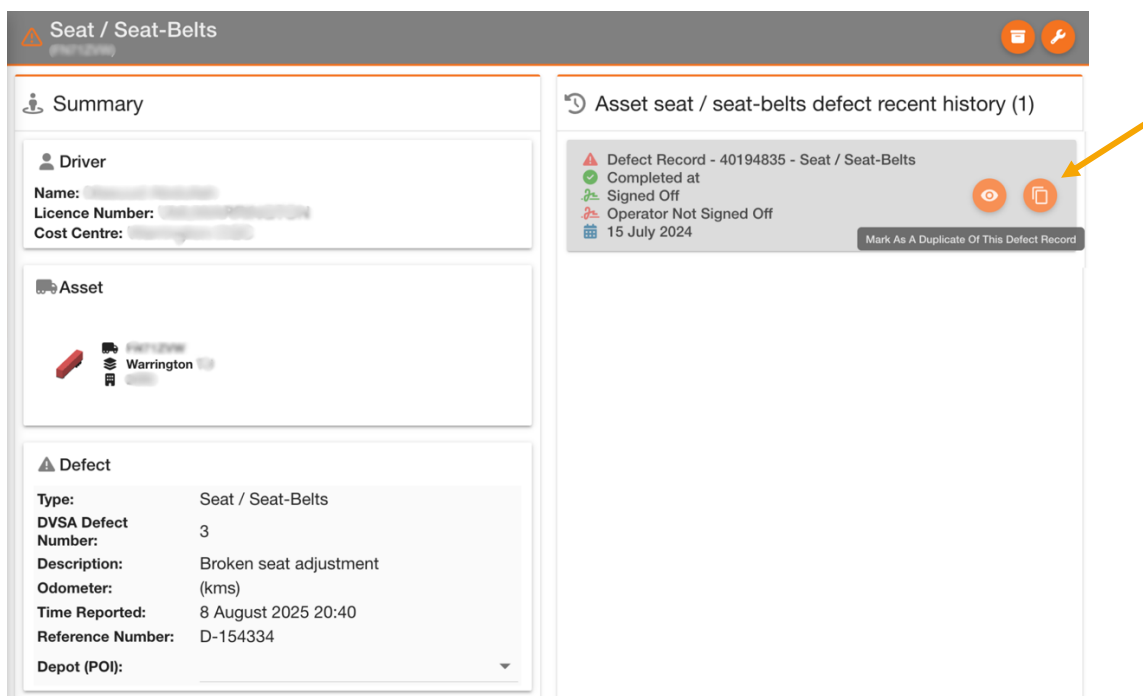 Seat / Seat-Belts
Summary
Driver
Name:
Licence Number:
Cost Centre:
Asset
Warrington
Defect
Type: Seat / Seat-Belts
DVSA Defect Number: 3
Description: Broken seat adjustment
Odometer: (kms)
Time Reported: 8 August 2025 20:40
Reference Number: D-154334
Depot (POI):
Asset seat / seat-belts defect recent history (1)
Defect Record - 40194835 - Seat / Seat-Belts
Completed at
Signed Off
Operator Not Signed Off
15 July 2024
Mark As A Duplicate Of This Defect Record